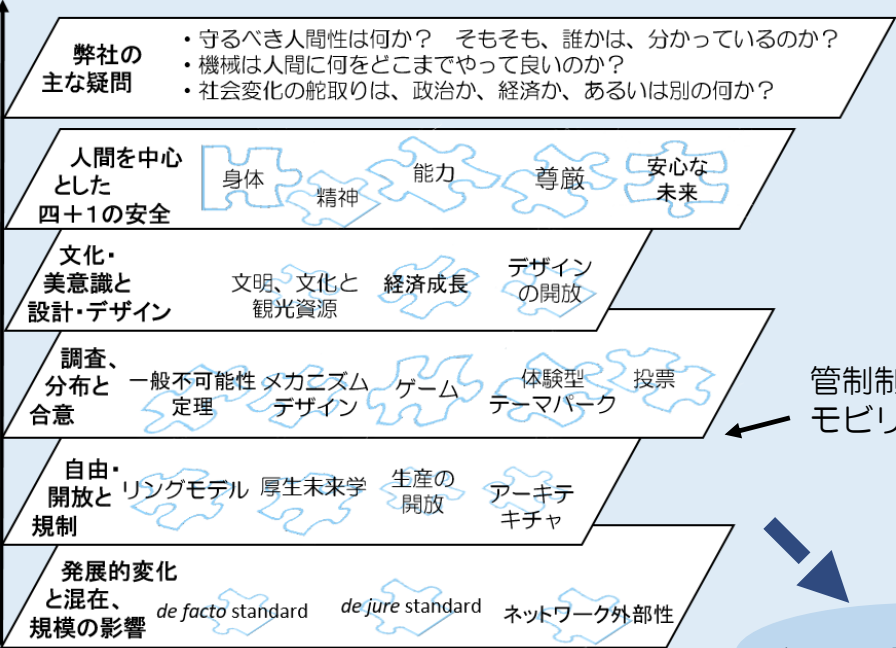 弊社の
主な疑問
・守るべき人間性は何か？　そもそも、誰かは、分かっているのか？
・機械は人間に何をどこまでやって良いのか？
・社会変化の舵取りは、政治か、経済か、あるいは別の何か？
人間を中心
とした
四＋1の安全
身体
精神
能力
尊厳
安心な
未来
文化・
美意識と
設計・デザイン
文明、文化と
観光資源
経済成長
デザイン
の開放
調査、
分布と
合意
一般不可能性
定理
メカニズム
デザイン
ゲーム
体験型
テーマパーク
投票
管制制
モビリ
自由・
開放と
規制
リングモデル
厚生未来学
生産の
開放
アーキテ
キチャ
発展的変化
と混在、
規模の影響
de facto standard
de jure standard
ネットワーク外部性